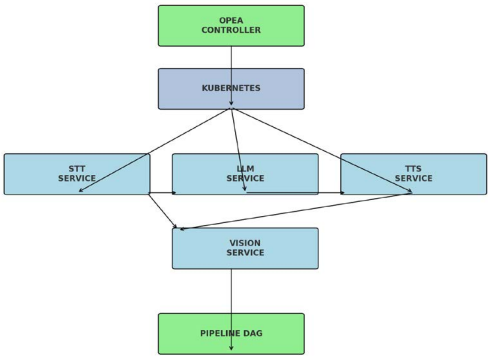 OPEA
CONTROLLER
KUBERNETES
STT
SERVICE
LLM
SERVICE
TTS
SERVICE
VISION
SERVICE
PIPELINE DAG